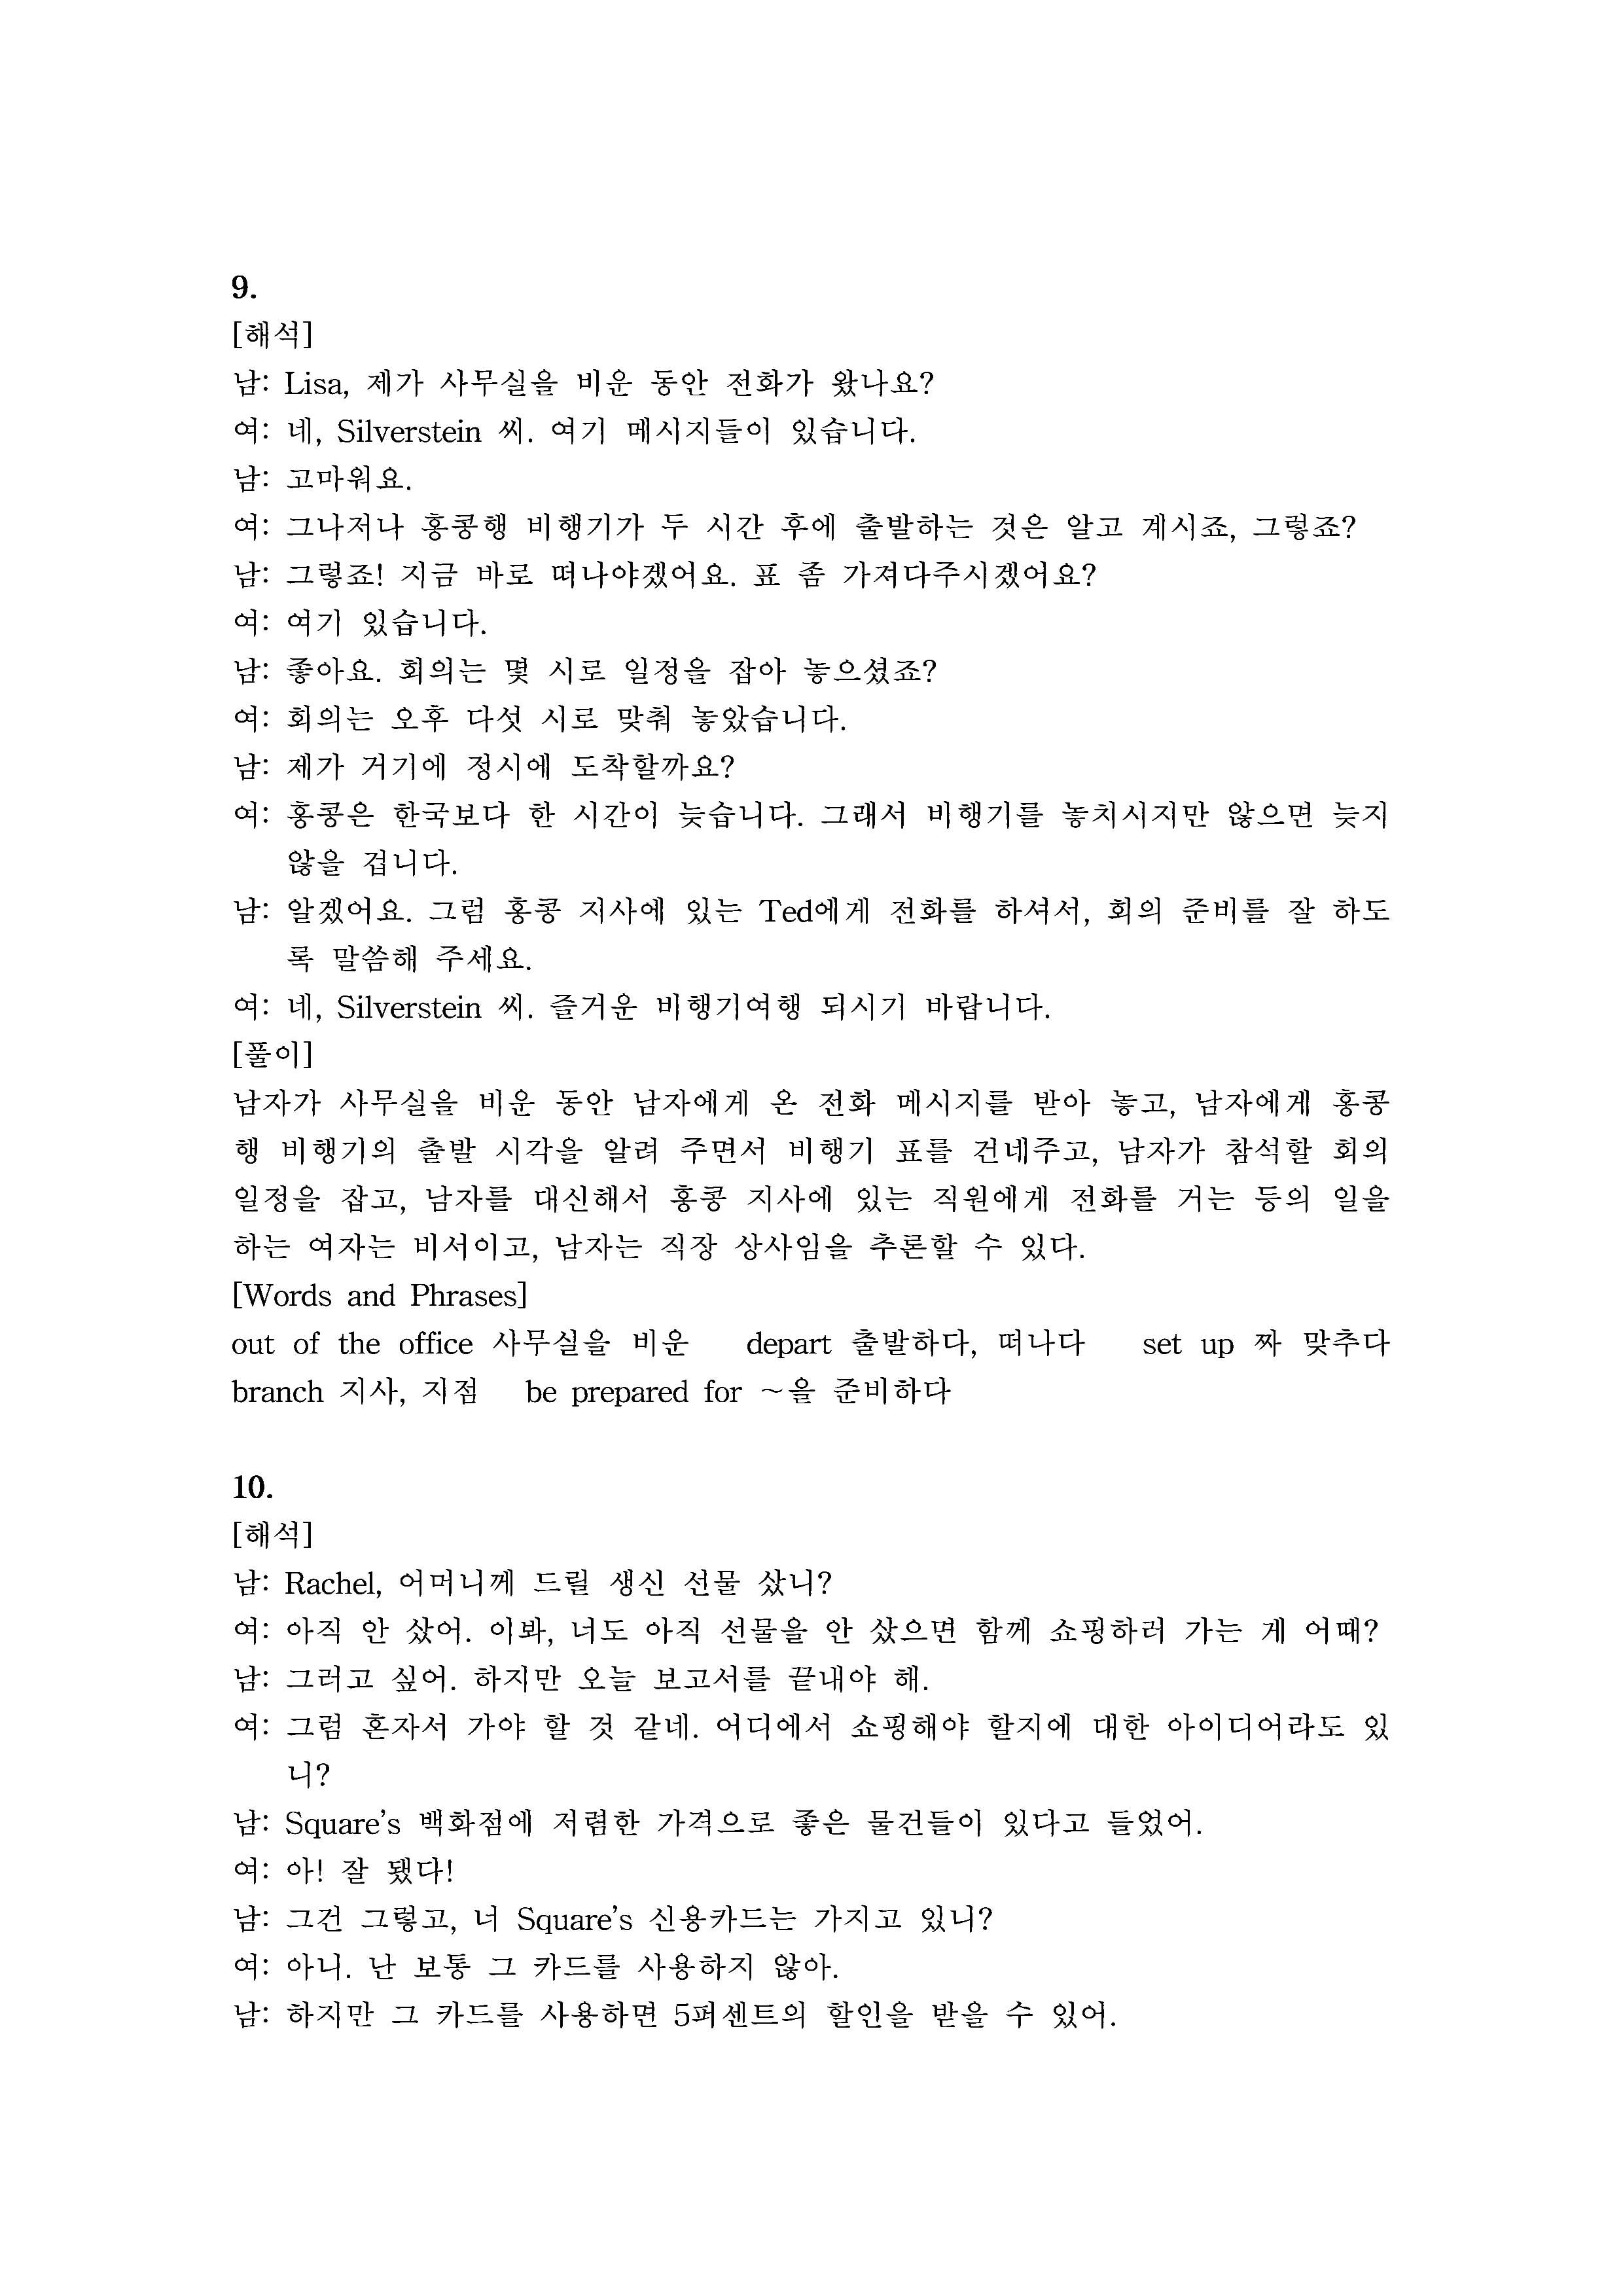 9.
[해석]
남: Lisa, 제가 사무실을 비운 동안 전화가 왔나요?
여: 네, Silverstein 씨. 여기 메시지들이 있습니다.
남: 고마워요.
여: 그나저나 홍콩행 비행기가 두 시간 후에 출발하는 것은 알고 계시죠, 그렇죠?
남: 그렇죠! 지금 바로 떠나야겠어요. 표 좀 가져다주시겠어요?
여: 여기 있습니다.
남: 좋아요. 회의는 몇 시로 일정을 잡아 놓으셨죠?
여: 회의는 오후 다섯 시로 맞춰 놓았습니다.
남: 제가 거기에 정시에 도착할까요?
여: 홍콩은 한국보다 한 시간이 늦습니다. 그래서 비행기를 놓치시지만 않으면 늦지
않을 겁니다.
남: 알겠어요. 그럼 홍콩 지사에 있는 Ted에게 전화를 하셔서, 회의 준비를 잘 하도
록 말씀해 주세요.
여: 네, Silverstein 씨. 즐거운 비행기여행 되시기 바랍니다.
[풀이]
남자가 사무실을 비운 동안 남자에게 온 전화 메시지를 받아 놓고, 남자에게 홍콩
행 비행기의 출발 시각을 알려 주면서 비행기 표를 건네주고, 남자가 참석할 회의
일정을 잡고, 남자를 대신해서 홍콩 지사에 있는 직원에게 전화를 거는 등의 일을
하는 여자는 비서이고, 남자는 직장 상사임을 추론할 수 있다.
[Words and Phrases]
out of the office 사무실을 비운 depart 출발하다, 떠나다 set up 짜 맞추다
branch 지사, 지점 be prepared for ~을 준비하다
10.
[해석]
남: Rachel, 어머니께 드릴 생신 선물 샀니?
여: 아직 안 샀어. 이봐, 너도 아직 선물을 안 샀으면 함께 쇼핑하러 가는 게 어때?
남: 그러고 싶어. 하지만 오늘 보고서를 끝내야 해.
여: 그럼 혼자서 가야 할 것 같네. 어디에서 쇼핑해야 할지에 대한 아이디어라도 있
니?
남: Square's 백화점에 저렴한 가격으로 좋은 물건들이 있다고 들었어.
여: 아! 잘 됐다!
남: 그건 그렇고, 너 Square's 신용카드는 가지고 있니?
여: 아니. 난 보통 그 카드를 사용하지 않아.
남: 하지만 그 카드를 사용하면 5퍼센트의 할인을 받을 수 있어.